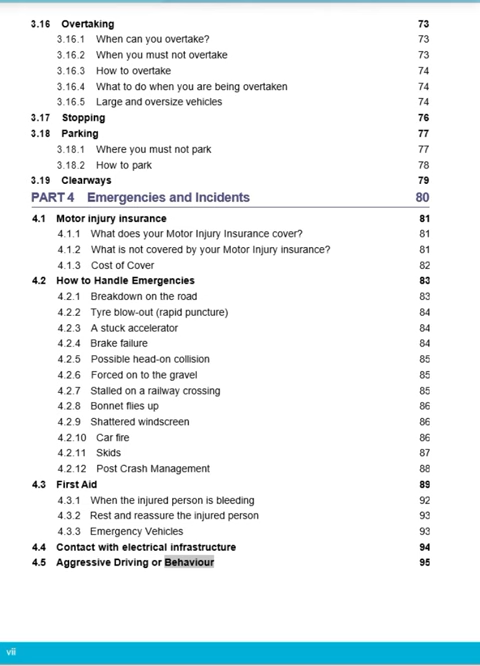 3.16 Overtaking 73
3.16.1 When can you overtake? 73
3.16.2 When you must not overtake 73
3.16.3 How to overtake 74
3.16.4 What to do when you are being overtaken 74
3.16.5 Large and oversize vehicles 74
3.17 Stopping 76
3.18 Parking 77
3.18.1 Where you must not park 77
3.18.2 How to park 78
3.19 Clearways 79
PART 4 Emergencies and Incidents 80
4.1 Motor injury insurance 81
4.1.1 What does your Motor Injury Insurance cover? 81
4.1.2 What is not covered by your Motor Injury insurance? 81
4.1.3 Cost of Cover 82
4.2 How to Handle Emergencies 83
4.2.1 Breakdown on the road 83
4.2.2 Tyre blow-out (rapid puncture) 84
4.2.3 A stuck accelerator 84
4.2.4 Brake failure 84
4.2.5 Possible head-on collision 85
4.2.6 Forced on to the gravel 85
4.2.7 Stalled on a railway crossing 85
4.2.8 Bonnet flies up 86
4.2.9 Shattered windscreen 86
4.2.10 Car fire 86
4.2.11 Skids 87
4.2.12 Post Crash Management 88
4.3 First Aid 89
4.3.1 When the injured person is bleeding 92
4.3.2 Rest and reassure the injured person 93
4.3.3 Emergency Vehicles 93
4.4 Contact with electrical infrastructure 94
4.5 Aggressive Driving or Behaviour 95
vii